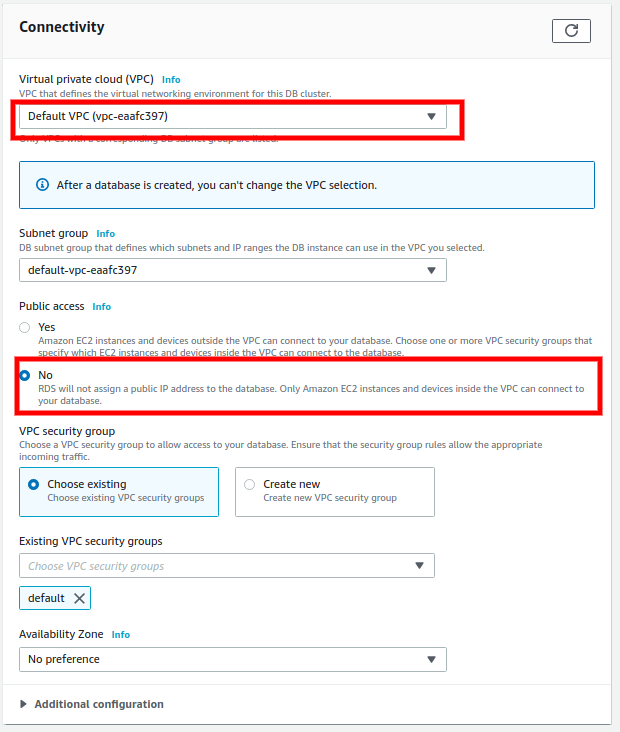 Connectivity
Virtual private cloud (VPC) Info
VPC that defines the virtual networking environment for this DB cluster.
Default VPC (vpc-eaafc397)
Only VPCs with a corresponding DB subnet group are listed.
After a database is created, you can't change the VPC selection.
Subnet group Info
DB subnet group that defines which subnets and IP ranges the DB instance can use in the VPC you selected.
default-vpc-eaafc397
Public access Info
Yes
Amazon EC2 instances and devices outside the VPC can connect to your database. Choose one or more VPC security groups that
specify which EC2 instances and devices inside the VPC can connect to the database.
No
RDS will not assign a public IP address to the database. Only Amazon EC2 instances and devices inside the VPC can connect to
your database.
VPC security group
Choose a VPC security group to allow access to your database. Ensure that the security group rules allow the appropriate
incoming traffic.
Choose existing
Choose existing VPC security groups
Create new
Create new VPC security group
Existing VPC security groups
Choose VPC security groups
default
Availability Zone Info
No preference
Additional configuration